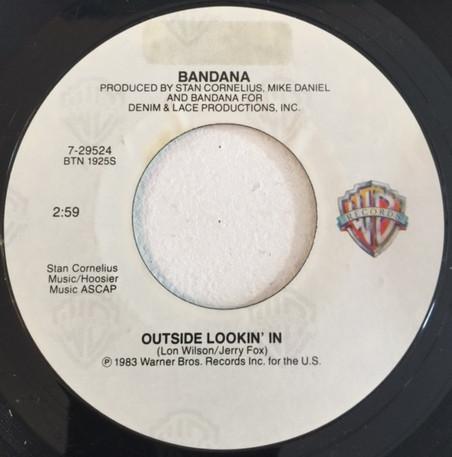 BANDANA
PRODUCED BY STAN CORNELIUS, MIKE DANIEL
AND BANDANA FOR
DENIM & LACE PRODUCTIONS, INC.
7-29524
BTN 1925S
2:59
WB
RECORDS
Stan Cornelius
Music/Hoosier
Music ASCAP
OUTSIDE LOOKIN' IN
(Lon Wilson/Jerry Fox)
℗ 1983 Warner Bros. Records Inc. for the U.S.